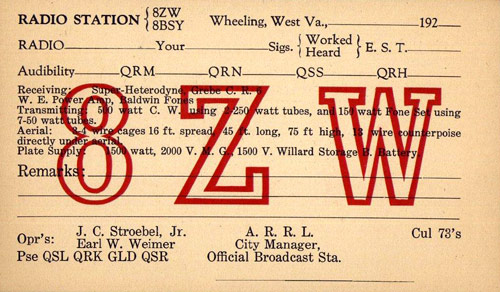 RADIO STATION { 8ZW 8BSY Wheeling, West Va., 192
RADIO Your Sigs. { Worked Heard } E. S. T.
Audibility QRM QRN QSS QRH
Receiving: Super-Heterodyne, Grebe C. R. 6
W. E. Power Amp, Baldwin Fones
Transmitting: 500 watt C. W. using 2-250 watt tubes, and 150 watt Fone Set using
7-50 watt tubes.
Aerial: 3-4 wire cages 16 ft. spread, 45 ft. long, 75 ft high, 13 wire counterpoise
directly under aerial.
Plate Supply: 1500 watt, 2000 V. M. G., 1500 V. Willard Storage B. Battery
8ZW
Remarks:
Opr's: J. C. Stroebel, Jr. A. R. R. L. Cul 73's
Earl W. Weimer City Manager,
Pse QSL QRK GLD QSR Official Broadcast Sta.